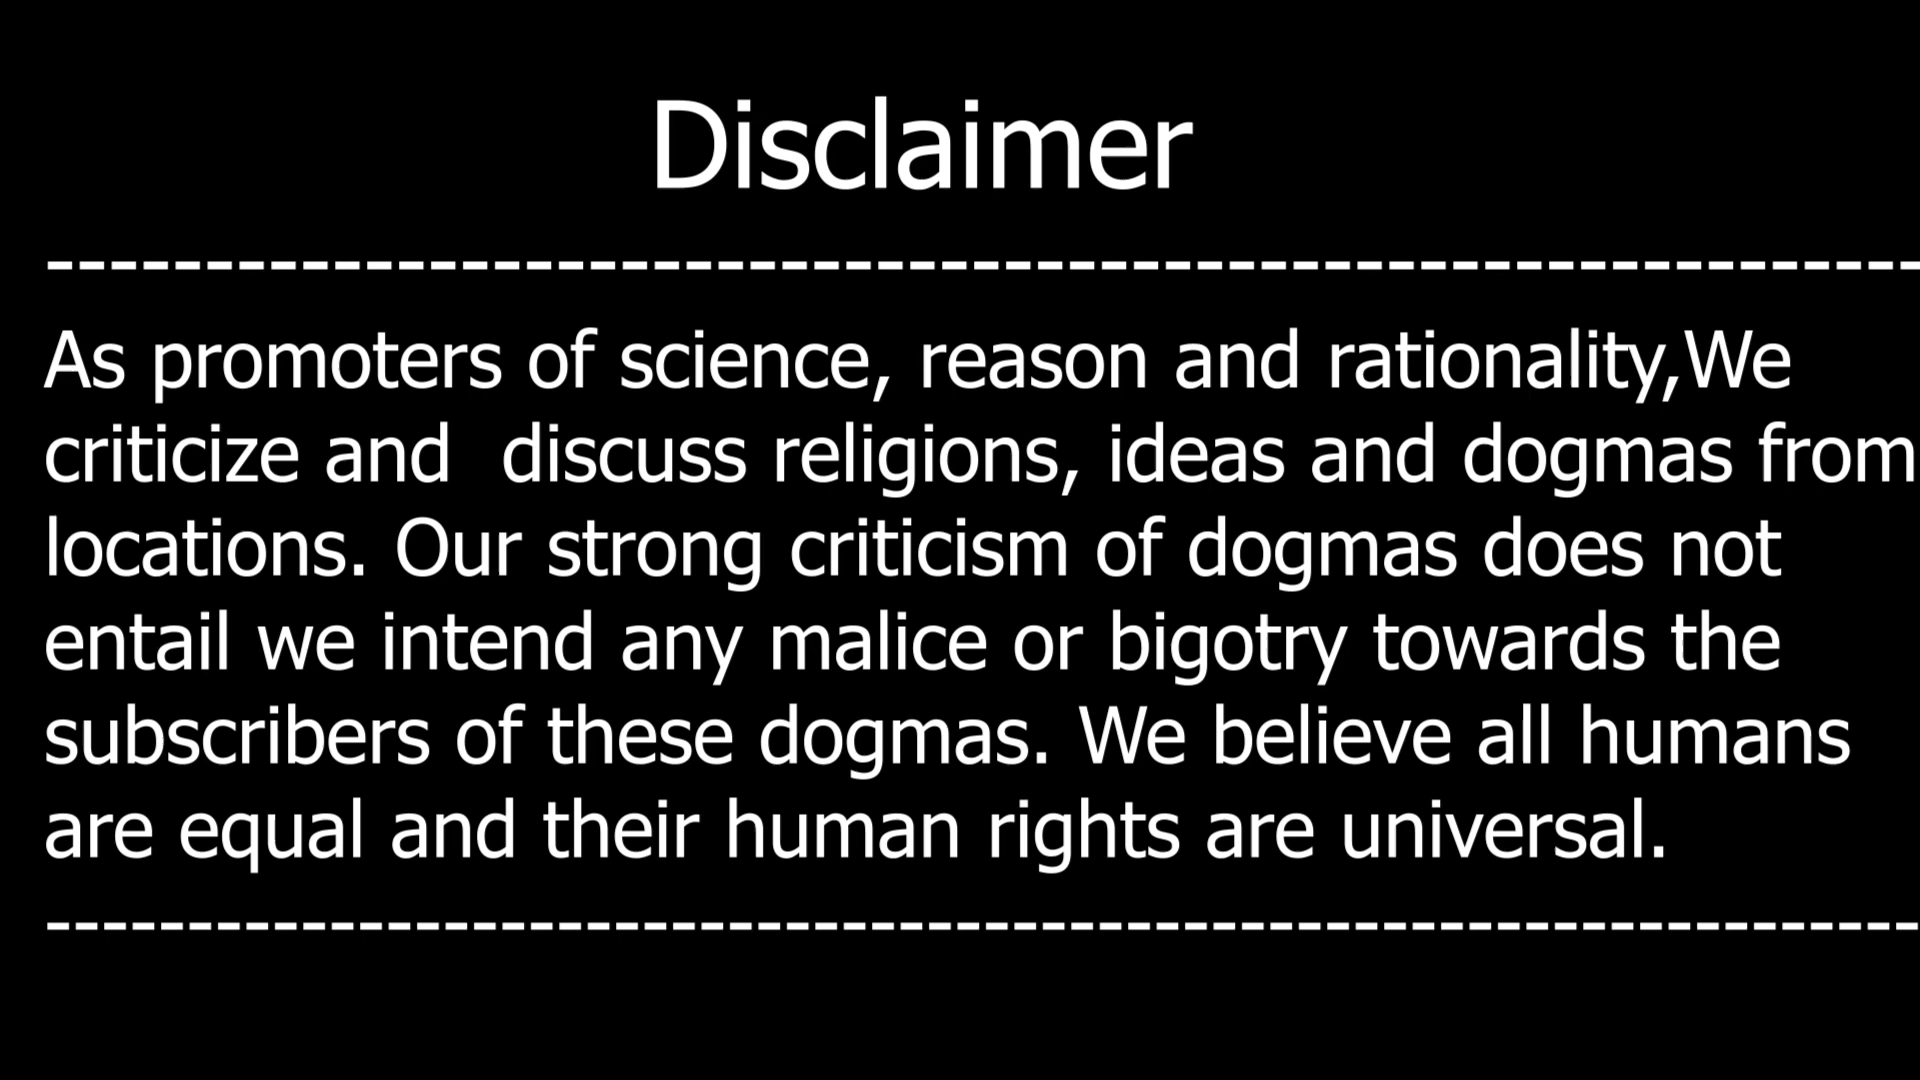 Disclaimer
----------------------------------------------------------
As promoters of science, reason and rationality,We
criticize and  discuss religions, ideas and dogmas from
locations. Our strong criticism of dogmas does not
entail we intend any malice or bigotry towards the
subscribers of these dogmas. We believe all humans
are equal and their human rights are universal.
------------------------------------------------------------------